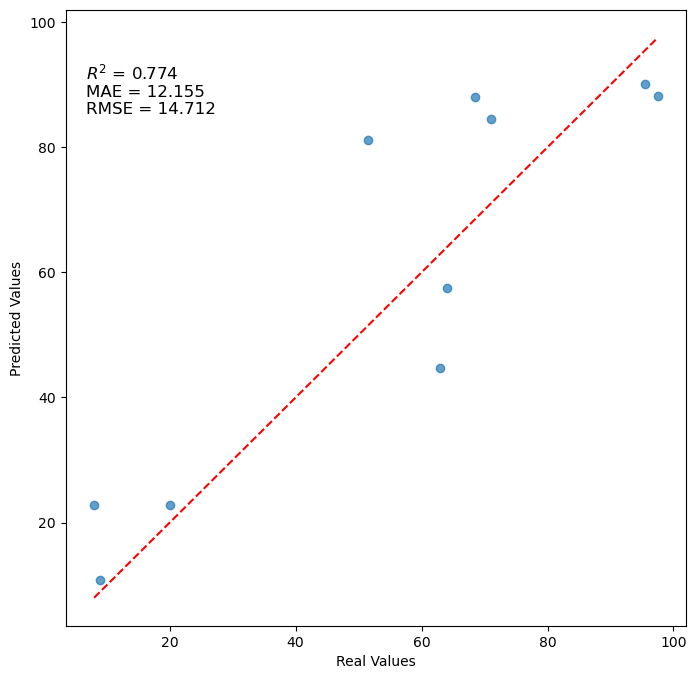 100
R² = 0.774
MAE = 12.155
RMSE = 14.712
80
60
Predicted Values
40
20
20 40 60 80 100
Real Values